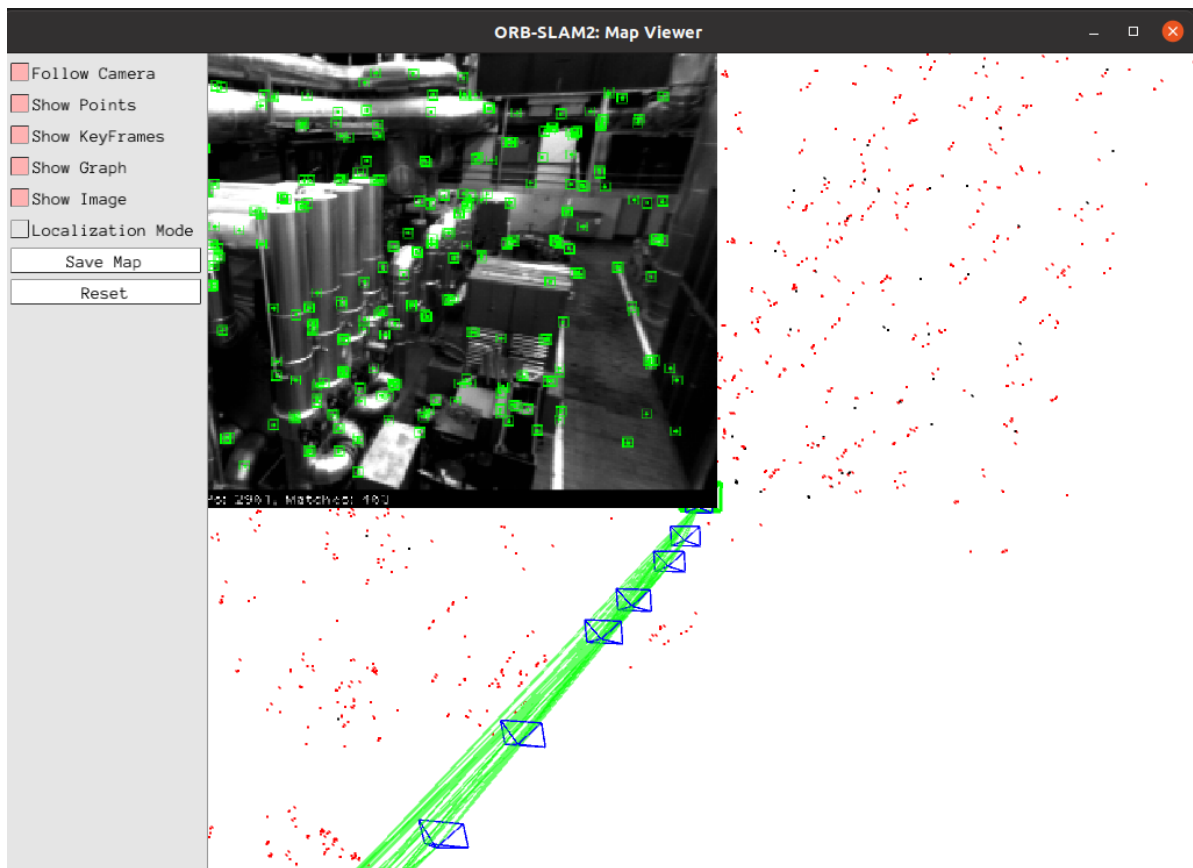 ORB-SLAM2: Map Viewer
Follow Camera
Show Points
Show KeyFrames
Show Graph
Show Image
Localization Mode
Save Map
Reset
Matches: